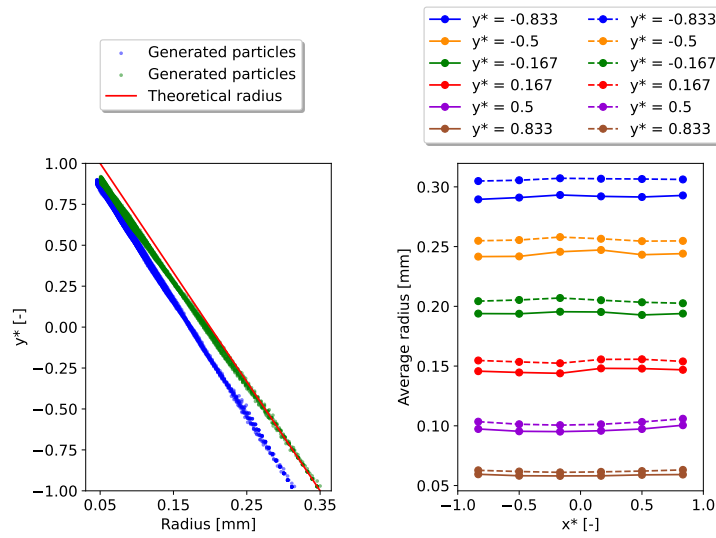 Generated particles
Generated particles
Theoretical radius
y* = -0.833
y* = -0.5
y* = -0.167
y* = 0.167
y* = 0.5
y* = 0.833
y* = -0.833
y* = -0.5
y* = -0.167
y* = 0.167
y* = 0.5
y* = 0.833
y* [-]
1.00
0.75
0.50
0.25
0.00
−0.25
−0.50
−0.75
−1.00
0.05
0.15
0.25
0.35
Radius [mm]
Average radius [mm]
0.30
0.25
0.20
0.15
0.10
0.05
−1.0
−0.5
0.0
0.5
1.0
x* [-]